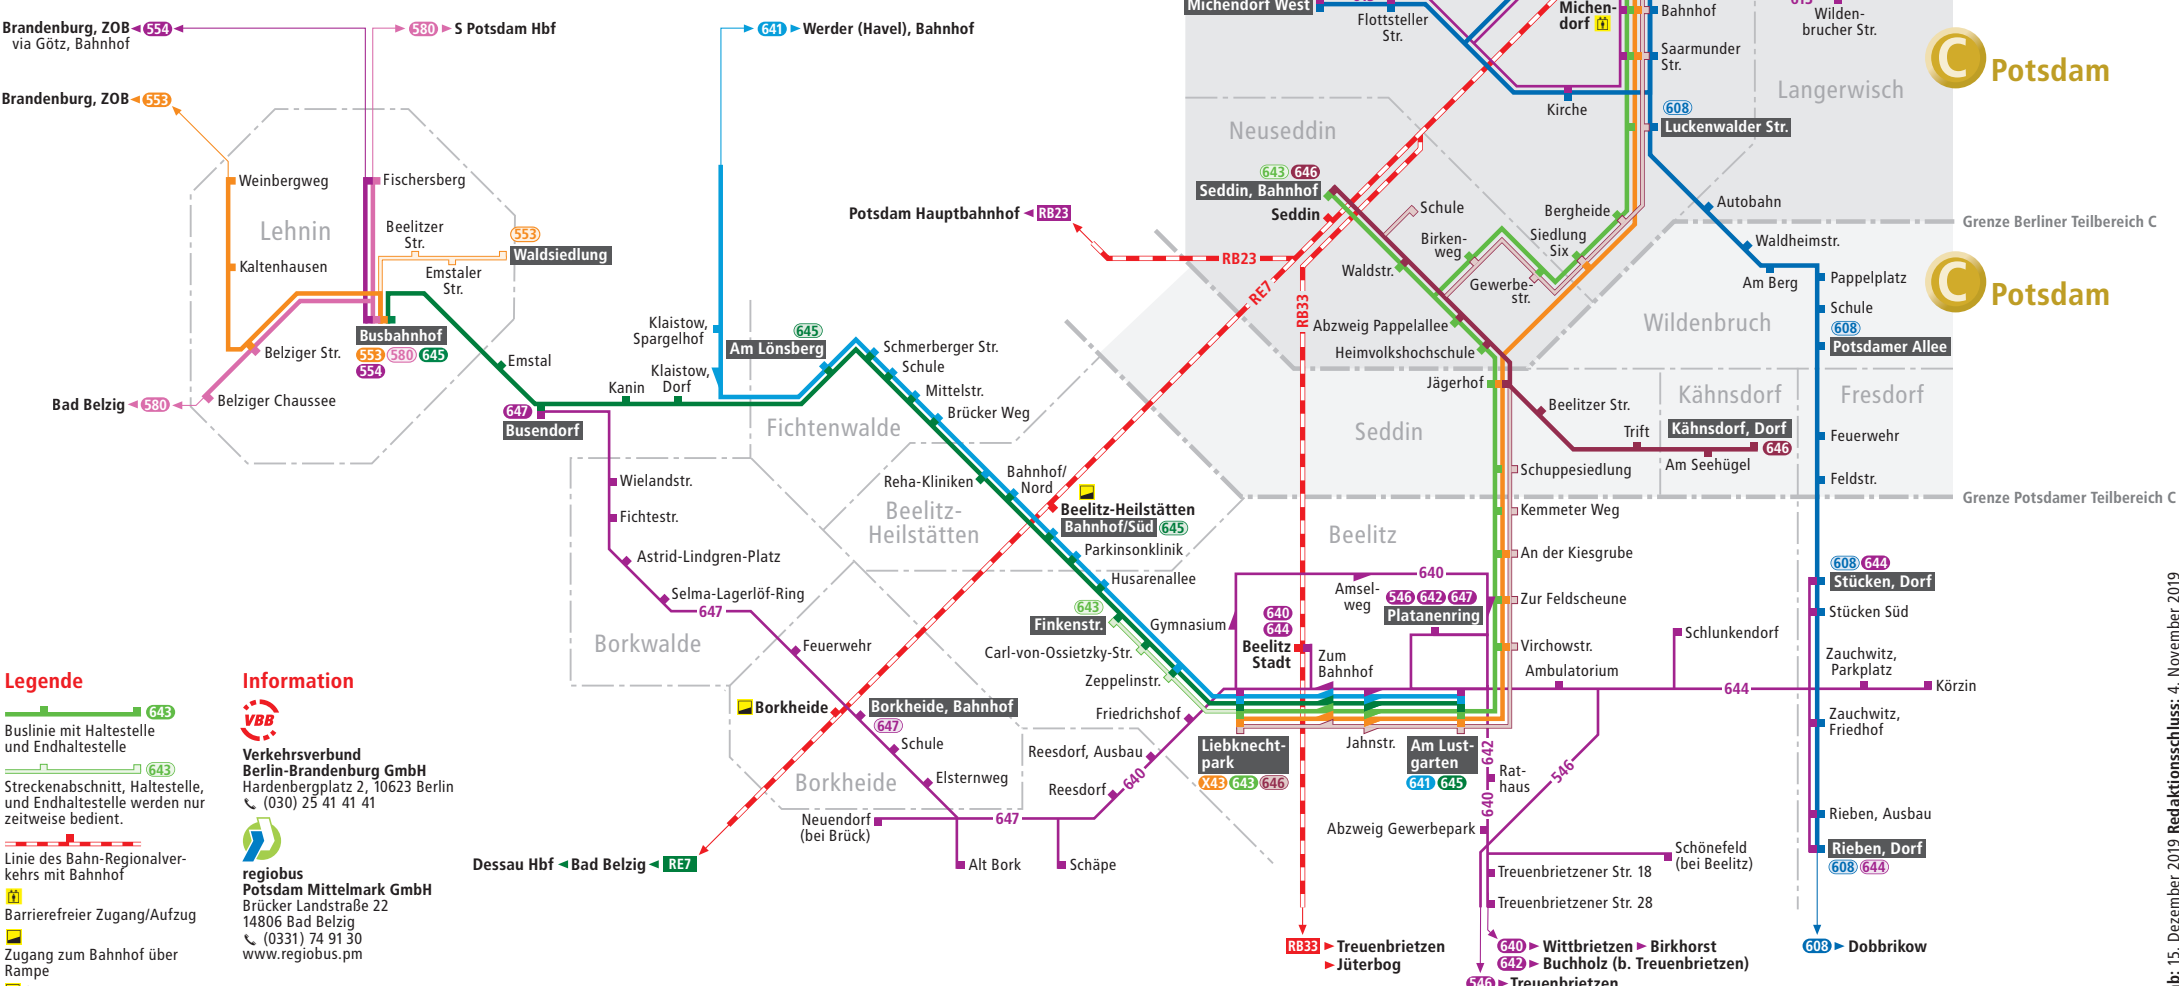 Brandenburg, ZOB 554
via Götz, Bahnhof
580 S Potsdam Hbf
641 Werder (Havel), Bahnhof
Brandenburg, ZOB 553
Weinbergweg
Fischersberg
Lehnin
Beelitzer
Str.
553
Waldsiedlung
Emstaler
Str.
Kaltenhausen
Busbahnhof
553 580 645
554
Belziger Str.
Belziger Chaussee
Bad Belzig 580
Emstal
Kanin
Klaistow,
Dorf
Klaistow,
Spargelhof
645
Am Lönsberg
Schmerberger Str.
Schule
Mittelstr.
Brücker Weg
Fichtenwalde
647
Busendorf
Wielandstr.
Fichtestr.
Astrid-Lindgren-Platz
Selma-Lagerlöf-Ring
647
Borkwalde
Feuerwehr
Reha-Kliniken
Bahnhof/
Nord
Beelitz-
Heilstätten
Beelitz-Heilstätten
Bahnhof/Süd 645
Parkinsonklinik
Husarenallee
643
Finkenstr.
Carl-von-Ossietzky-Str.
Zeppelinstr.
Friedrichshof
Borkheide
Borkheide, Bahnhof
647
Schule
Elsternweg
Borkheide
Reesdorf, Ausbau
Reesdorf
640
Neuendorf
(bei Brück)
647
Alt Bork
Schäpe
Dessau Hbf Bad Belzig RE7
Michendorf West
Flottsteller
Str.
Michen-
dorf
Bahnhof
Wilden-
brucher Str.
Saarmunder
Str.
Langerwisch
C Potsdam
Kirche
608
Luckenwalder Str.
Neuseddin
643 646
Seddin, Bahnhof
Seddin
Potsdam Hauptbahnhof RB23
RB23
RE7
RB33
Schule
Bergheide
Siedlung
Six
Birken-
weg
Waldstr.
Gewerbe-
str.
Abzweig Pappelallee
Heimvolkshochschule
Jägerhof
Autobahn
Grenze Berliner Teilbereich C
Waldheimstr.
Am Berg
Pappelplatz
Schule
608
Potsdamer Allee
C Potsdam
Wildenbruch
Seddin
Beelitzer Str.
Trift
Kähnsdorf
Kähnsdorf, Dorf
646
Am Seehügel
Fresdorf
Feuerwehr
Feldstr.
Schuppesiedlung
Grenze Potsdamer Teilbereich C
Beelitz
Kemmeter Weg
An der Kiesgrube
Zur Feldscheune
Virchowstr.
640
Amsel-
weg
546 642 647
Platanenring
Gymnasium
640
644
Beelitz
Stadt
Zum
Bahnhof
Ambulatorium
Schlunkendorf
644
608 644
Stücken, Dorf
Stücken Süd
Zauchwitz,
Parkplatz
Körzin
Zauchwitz,
Friedhof
Rieben, Ausbau
Rieben, Dorf
608 644
608 Dobbrikow
Liebknecht-
park
X43 643 646
Jahnstr.
Am Lust-
garten
641 645
642
640
Rat-
haus
546
Abzweig Gewerbepark
Schönefeld
(bei Beelitz)
Treuenbrietzener Str. 18
Treuenbrietzener Str. 28
RB33 Treuenbrietzen
Jüterbog
640 Wittbrietzen Birkhorst
642 Buchholz (b. Treuenbrietzen)
546 Treuenbrietzen
Legende
643
Buslinie mit Haltestelle
und Endhaltestelle
643
Streckenabschnitt, Haltestelle,
und Endhaltestelle werden nur
zeitweise bedient.
Linie des Bahn-Regionalver-
kehrs mit Bahnhof
Barrierefreier Zugang/Aufzug
Zugang zum Bahnhof über
Rampe
Information
VBB
Verkehrsverbund
Berlin-Brandenburg GmbH
Hardenbergplatz 2, 10623 Berlin
(030) 25 41 41 41
regiobus
Potsdam Mittelmark GmbH
Brücker Landstraße 22
14806 Bad Belzig
(0331) 74 91 30
www.regiobus.pm
ab: 15. Dezember 2019 Redaktionsschluss: 4. November 2019